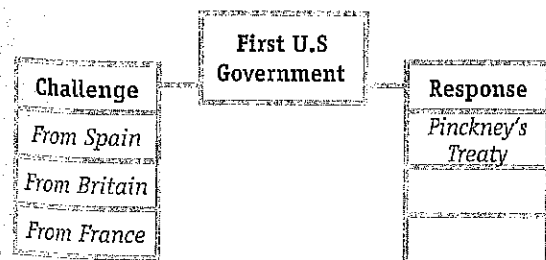 First U.S
Government
Challenge
From Spain
From Britain
From France
Response
Pinckney's
Treaty